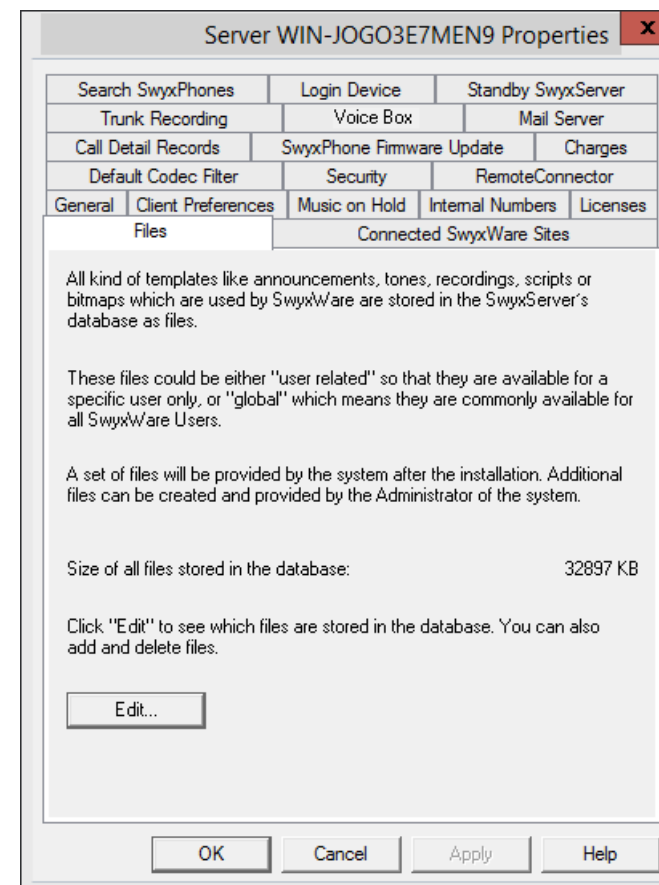 Server WIN-JOGO3E7MEN9 Properties x
Search SwyxPhones Login Device Standby SwyxServer
Trunk Recording Voice Box Mail Server
Call Detail Records SwyxPhone Firmware Update Charges
Default Codec Filter Security RemoteConnector
General Client Preferences Music on Hold Internal Numbers Licenses
Files Connected SwyxWare Sites
All kind of templates like announcements, tones, recordings, scripts or
bitmaps which are used by SwyxWare are stored in the SwyxServer´s
database as files.
These files could be either "user related" so that they are available for a
specific user only, or "global" which means they are commonly available for
all SwyxWare Users.
A set of files will be provided by the system after the installation. Additional
files can be created and provided by the Administrator of the system.
Size of all files stored in the database: 32897 KB
Click "Edit" to see which files are stored in the database. You can also
add and delete files.
Edit...
OK Cancel Apply Help